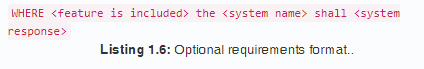 WHERE <feature is included> the <system name> shall <system
response>
Listing 1.6: Optional requirements format..